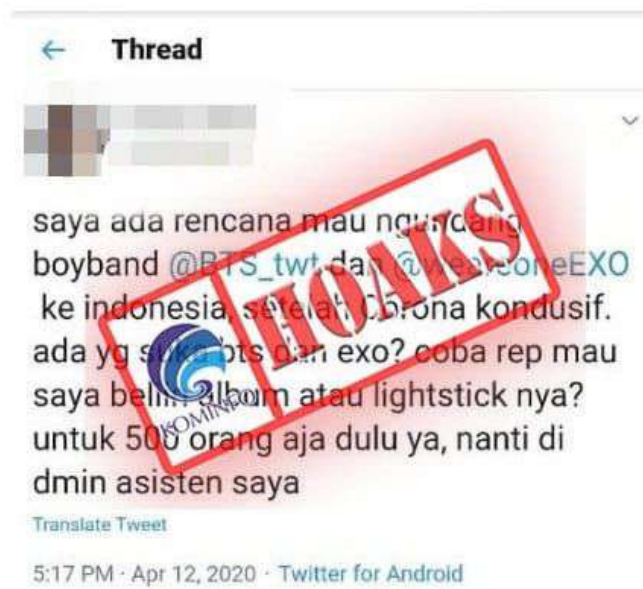 Thread
saya ada rencana mau ngundang
boyband @BTS_twt dan @weareoneEXO
ke indonesia, setelah Corona kondusif.
ada yg suka bts dan exo? coba rep mau
saya beliin album atau lightstick nya?
untuk 500 orang aja dulu ya, nanti di
dmin asisten saya
Translate Tweet
5:17 PM · Apr 12, 2020 · Twitter for Android
HOAKS
KOMINFO